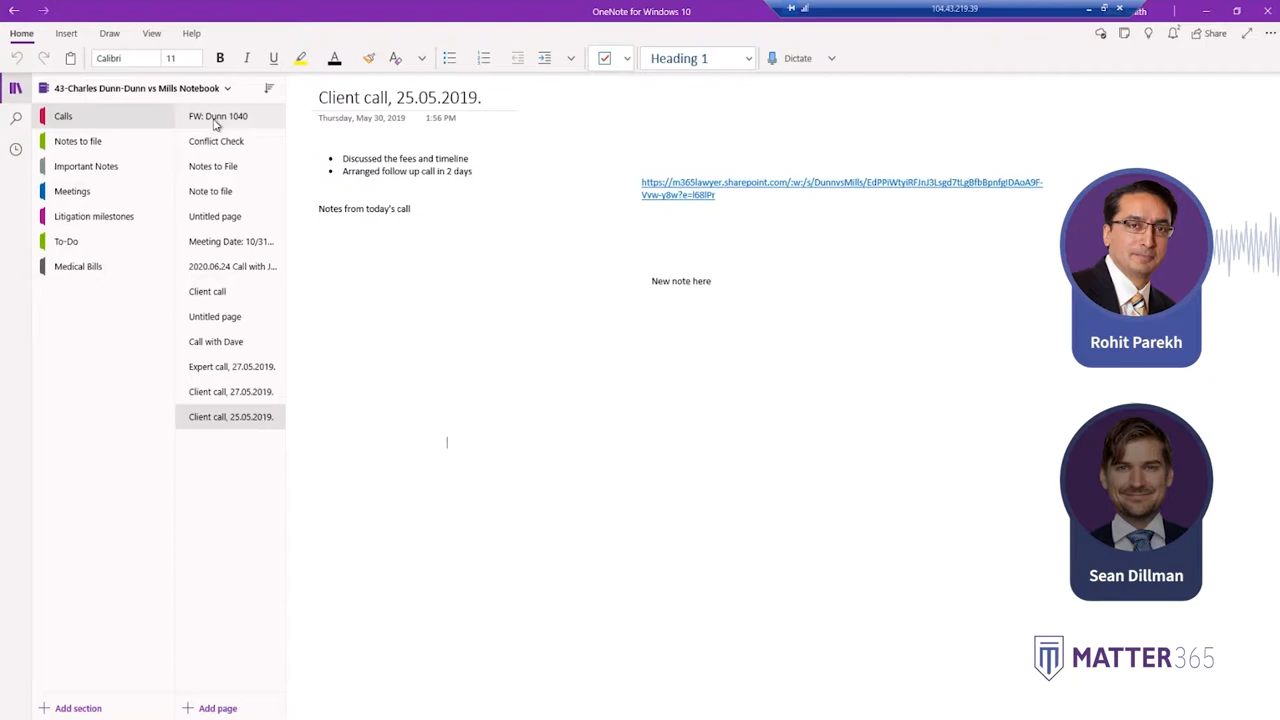 OneNote for Windows 10
104.43.219.39
ith
Home Insert Draw View Help
Share
Calibri 11 B I U A Heading 1 Dictate
43-Charles Dunn-Dunn vs Mills Notebook
Calls
Notes to file
Important Notes
Meetings
Litigation milestones
To-Do
Medical Bills
Add section
FW: Dunn 1040
Conflict Check
Notes to File
Note to file
Untitled page
Meeting Date: 10/31...
2020.06.24 Call with J...
Client call
Untitled page
Call with Dave
Expert call, 27.05.2019.
Client call, 27.05.2019.
Client call, 25.05.2019.
Add page
Client call, 25.05.2019.
Thursday, May 30, 2019 1:56 PM
• Discussed the fees and timeline
• Arranged follow up call in 2 days
Notes from today's call
New note here
Rohit Parekh
Sean Dillman
MATTER365